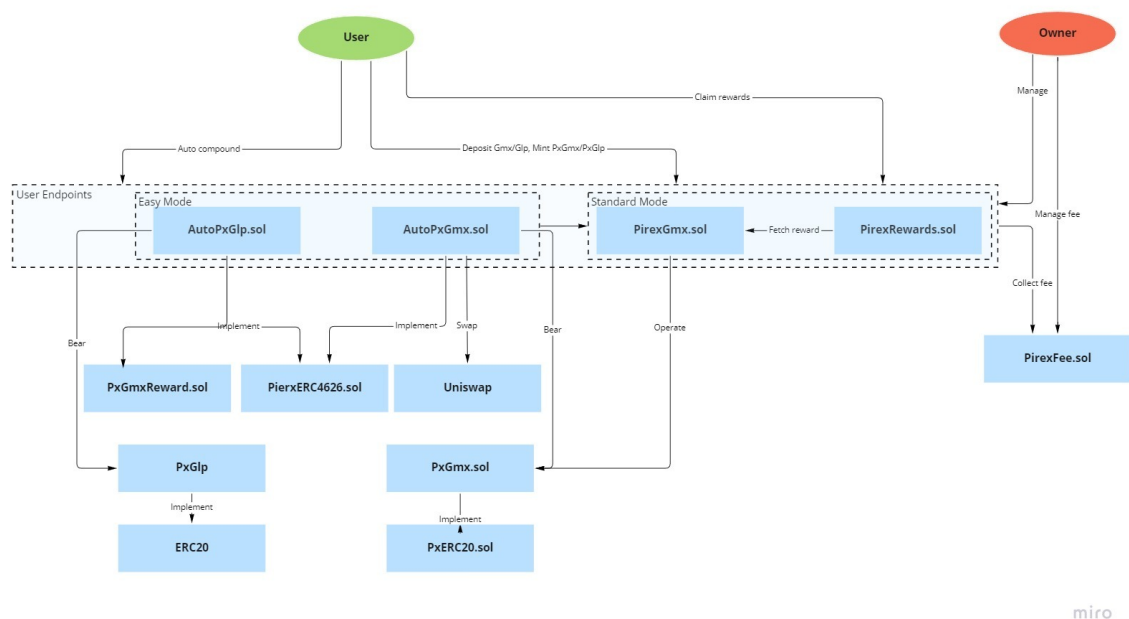 User
Owner
Manage
Claim rewards
Auto compound
Deposit Gmx/Glp, Mint PxGmx/PxGlp
User Endpoints
Easy Mode
Standard Mode
AutoPxGlp.sol
AutoPxGmx.sol
PirexGmx.sol
Fetch reward
PirexRewards.sol
Manage fee
Collect fee
Implement
Implement
Swap
Bear
Operate
Bear
PirexFee.sol
PxGmxReward.sol
PierxERC4626.sol
Uniswap
PxGlp
PxGmx.sol
Implement
Implement
ERC20
PxERC20.sol
miro